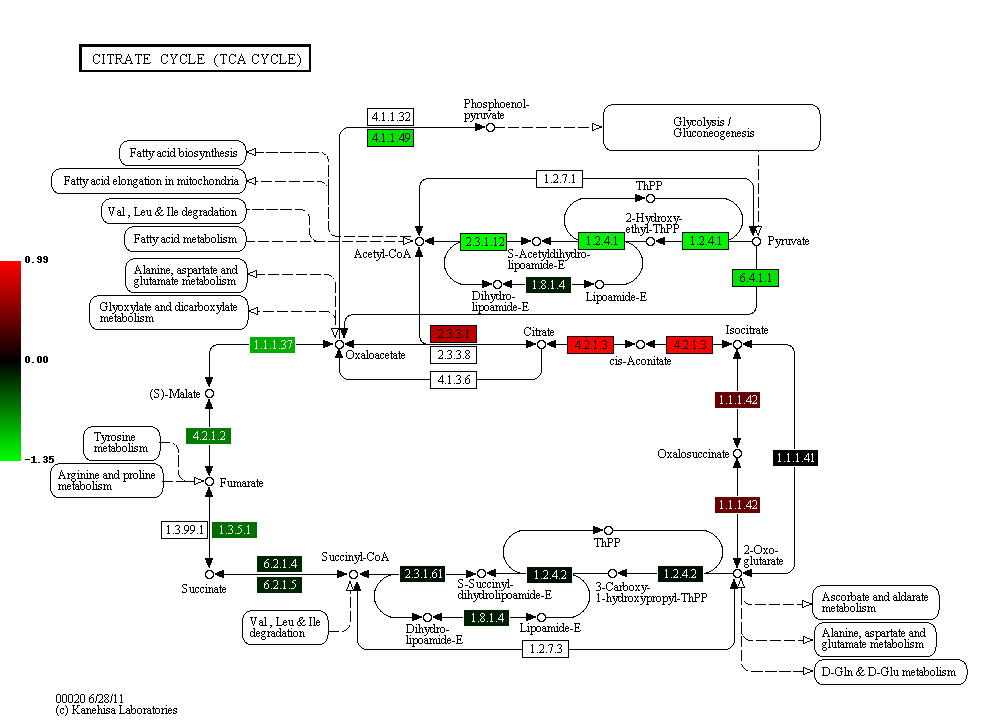 CITRATE CYCLE (TCA CYCLE)
Phosphoenol-
pyruvate
4.1.1.32
4.1.1.49
Glycolysis /
Gluconeogenesis
Fatty acid biosynthesis
Fatty acid elongation in mitochondria
Val , Leu & Ile degradation
Fatty acid metabolism
1.2.7.1
ThPP
2-Hydroxy-
ethyl-ThPP
Acetyl-CoA
2.3.1.12
S-Acetyldihydro-
lipoamide-E
1.2.4.1
1.2.4.1
Pyruvate
Alanine, aspartate and
glutamate metabolism
Dihydro-
lipoamide-E
1.8.1.4
Lipoamide-E
6.4.1.1
Glyoxylate and dicarboxylate
metabolism
0.99
0.00
-1.35
1.1.1.37
Oxaloacetate
2.3.3.1
2.3.3.8
4.1.3.6
Citrate
4.2.1.3
cis-Aconitate
4.2.1.3
Isocitrate
(S)-Malate
1.1.1.42
4.2.1.2
Tyrosine
metabolism
Oxalosuccinate
1.1.1.41
Arginine and proline
metabolism
Fumarate
1.1.1.42
1.3.99.1
1.3.5.1
ThPP
2-Oxo-
glutarate
Succinyl-CoA
6.2.1.4
6.2.1.5
Succinate
2.3.1.61
S-Succinyl-
dihydrolipoamide-E
1.2.4.2
3-Carboxy-
1-hydroxypropyl-ThPP
1.2.4.2
Val , Leu & Ile
degradation
Dihydro-
lipoamide-E
1.8.1.4
Lipoamide-E
1.2.7.3
Ascorbate and aldarate
metabolism
Alanine, aspartate and
glutamate metabolism
D-Gln & D-Glu metabolism
00020 6/28/11
(c) Kanehisa Laboratories